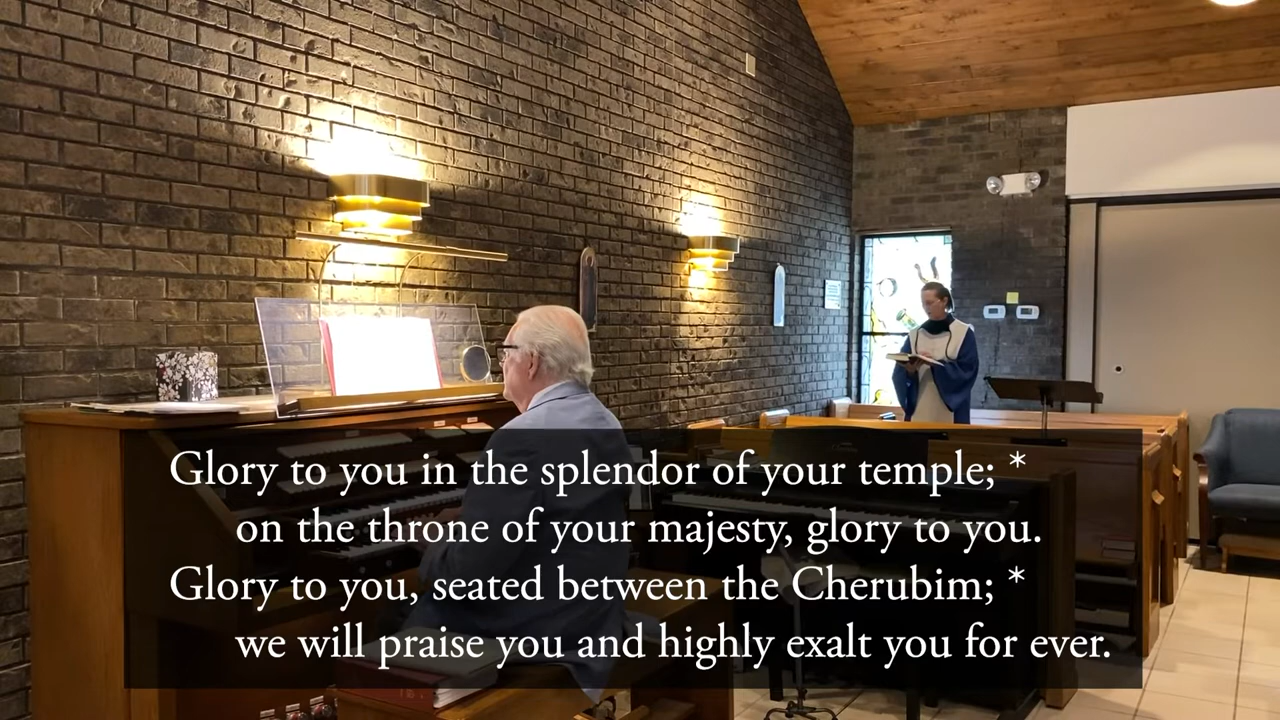 Glory to you in the splendor of your temple; *
on the throne of your majesty, glory to you.
Glory to you, seated between the Cherubim; *
we will praise you and highly exalt you for ever.